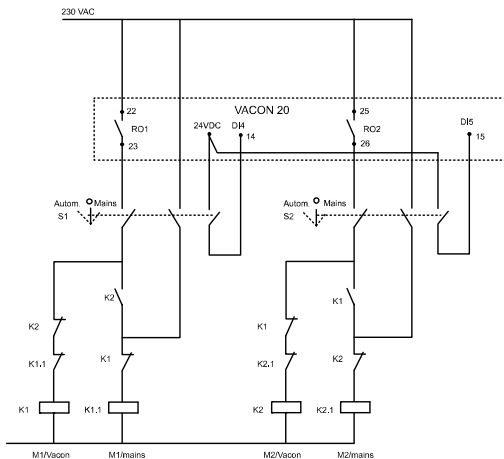 230 VAC
VACON 20
22
RO1
23
24VDC
DI4
14
25
RO2
26
DI5
15
Autom. Mains
S1
Autom. Mains
S2
K2
K1
K2
K1
K1.1
K1
K2.1
K2
K1
K1.1
K2
K2.1
M1/Vacon
M1/mains
M2/Vacon
M2/mains